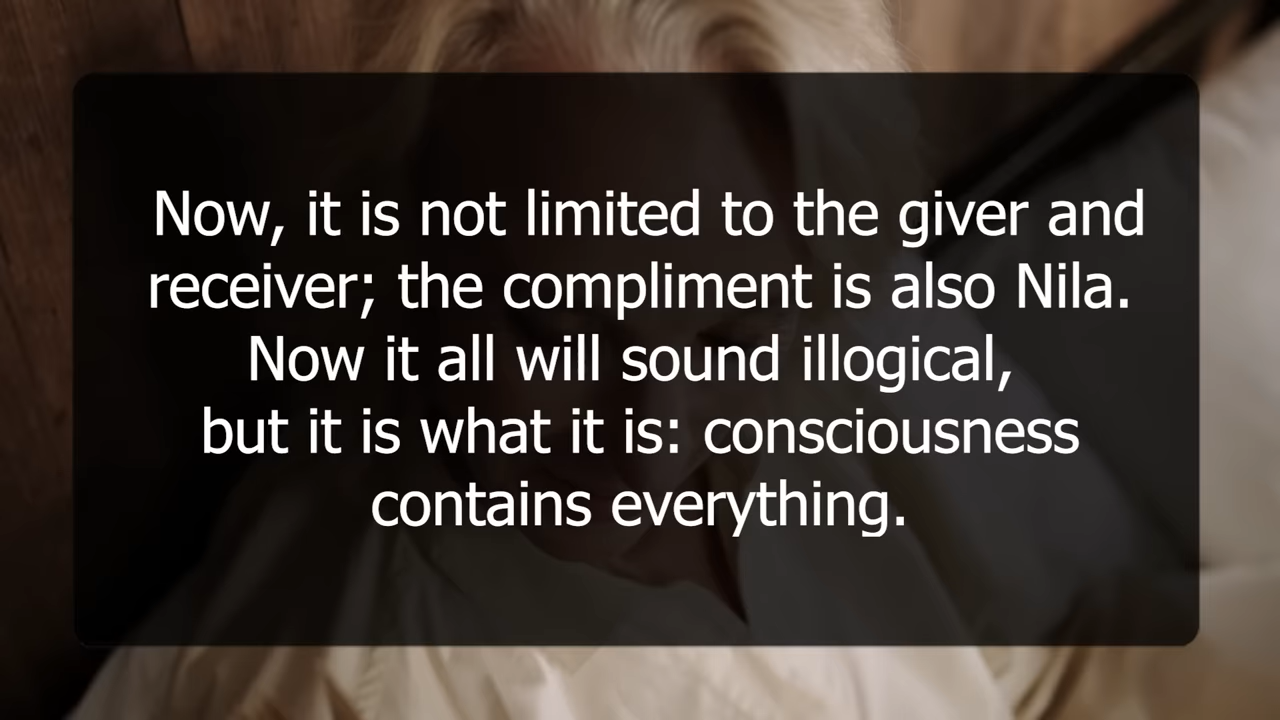 Now, it is not limited to the giver and
receiver; the compliment is also Nila.
Now it all will sound illogical,
but it is what it is: consciousness
contains everything.